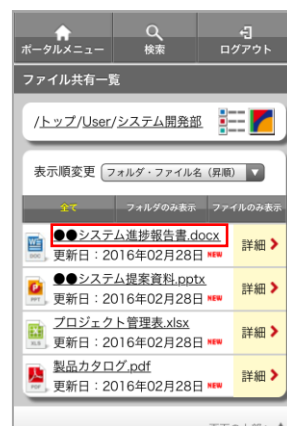 ポータルメニュー 検索 ログアウト
ファイル共有一覧
/トップ/User/システム開発部
表示順変更 フォルダ・ファイル名（昇順）▼
全て フォルダのみ表示 ファイルのみ表示
●●システム進捗報告書.docx
DOC 更新日：2016年02月28日 NEW 詳細
●●システム提案資料.pptx
PPT 更新日：2016年02月28日 NEW 詳細
プロジェクト管理表.xlsx
XLS 更新日：2016年02月28日 NEW 詳細
製品カタログ.pdf
PDF 更新日：2016年02月28日 NEW 詳細